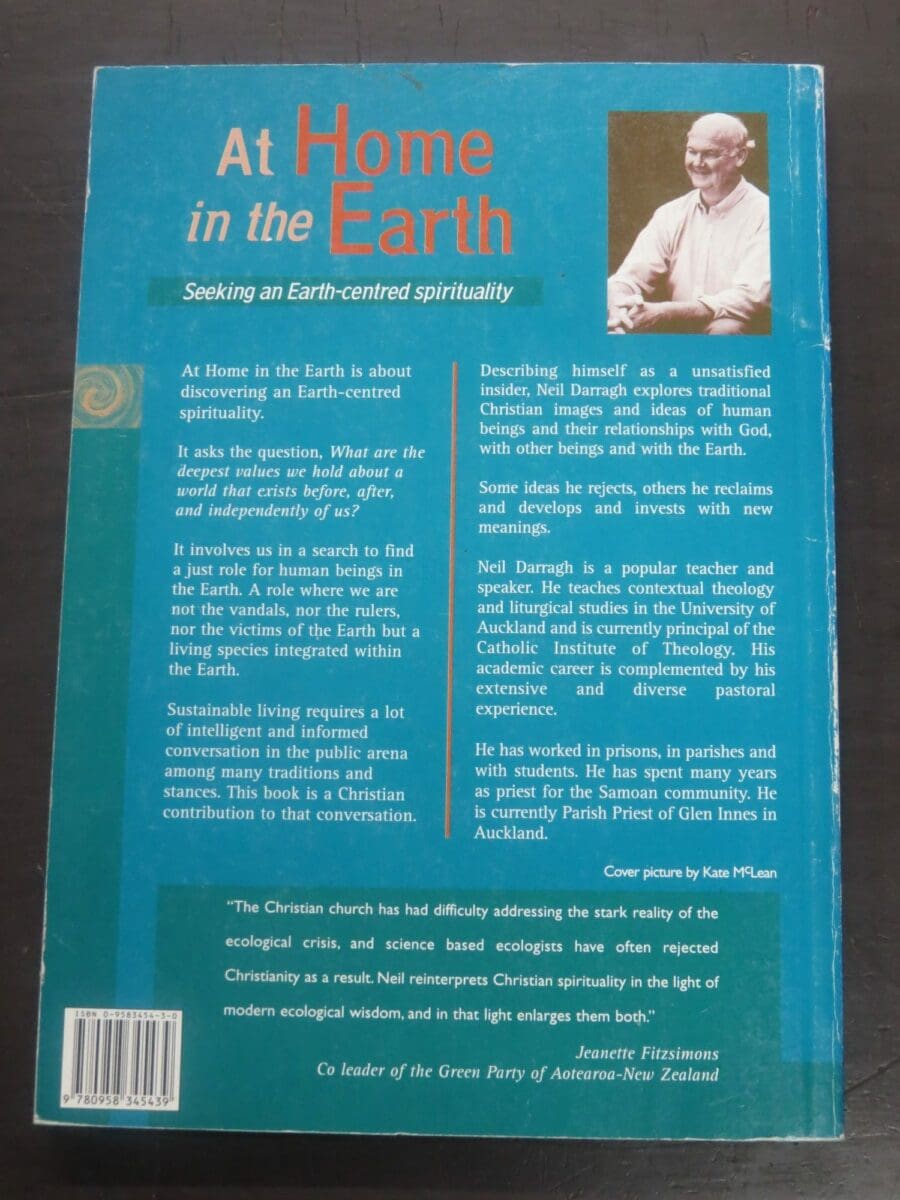 At Home
in the Earth
Seeking an Earth-centred spirituality
At Home in the Earth is about
discovering an Earth-centred
spirituality.
It asks the question, What are the
deepest values we hold about a
world that exists before, after,
and independently of us?
It involves us in a search to find
a just role for human beings in
the Earth. A role where we are
not the vandals, nor the rulers,
nor the victims of the Earth but a
living species integrated within
the Earth.
Sustainable living requires a lot
of intelligent and informed
conversation in the public arena
among many traditions and
stances. This book is a Christian
contribution to that conversation.
Describing himself as a unsatisfied
insider, Neil Darragh explores traditional
Christian images and ideas of human
beings and their relationships with God,
with other beings and with the Earth.
Some ideas he rejects, others he reclaims
and develops and invests with new
meanings.
Neil Darragh is a popular teacher and
speaker. He teaches contextual theology
and liturgical studies in the University of
Auckland and is currently principal of the
Catholic Institute of Theology. His
academic career is complemented by his
extensive and diverse pastoral
experience.
He has worked in prisons, in parishes and
with students. He has spent many years
as priest for the Samoan community. He
is currently Parish Priest of Glen Innes in
Auckland.
Cover picture by Kate McLean
"The Christian church has had difficulty addressing the stark reality of the
ecological crisis, and science based ecologists have often rejected
Christianity as a result. Neil reinterprets Christian spirituality in the light of
modern ecological wisdom, and in that light enlarges them both."
Jeanette Fitzsimons
Co leader of the Green Party of Aotearoa-New Zealand
ISBN 0-9583454-3-0
9 780958 345439